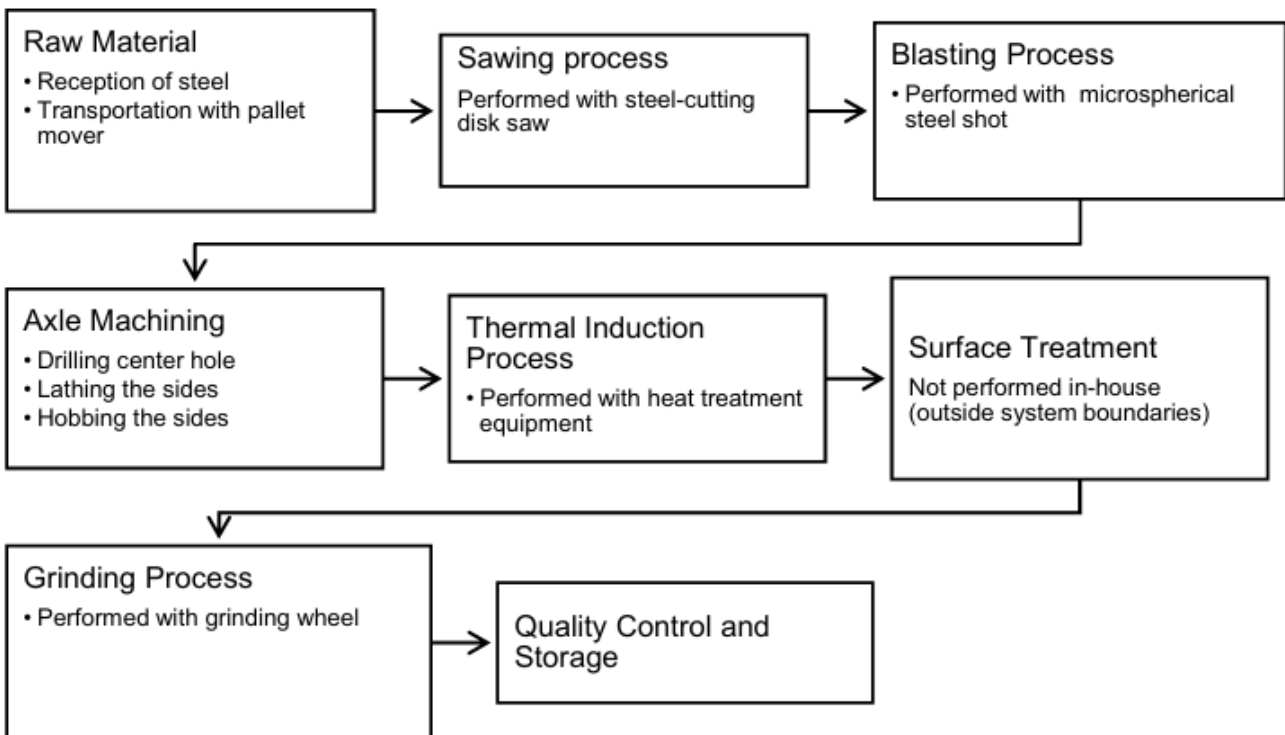 Raw Material
• Reception of steel
• Transportation with pallet
mover
Sawing process
Performed with steel-cutting
disk saw
Blasting Process
• Performed with microspherical
steel shot
Axle Machining
• Drilling center hole
• Lathing the sides
• Hobbing the sides
Thermal Induction
Process
• Performed with heat treatment
equipment
Surface Treatment
Not performed in-house
(outside system boundaries)
Grinding Process
• Performed with grinding wheel
Quality Control and
Storage